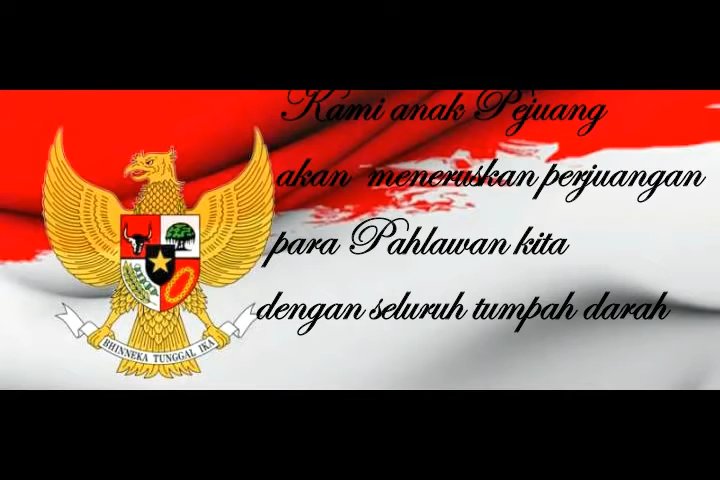 Kami anak Pejuang
akan meneruskan perjuangan
para Pahlawan kita
dengan seluruh tumpah darah
BHINNEKA TUNGGAL IKA